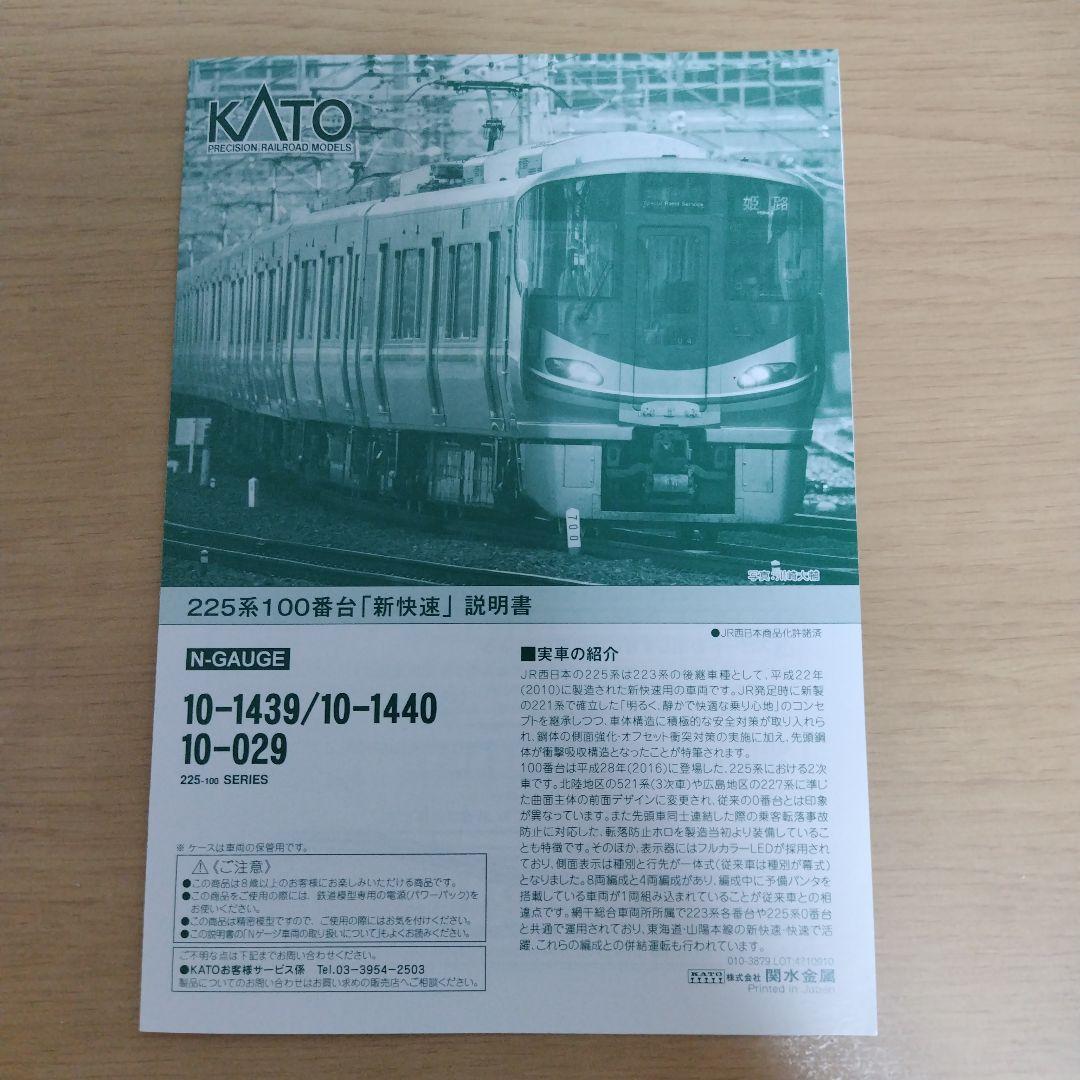 KATO
PRECISION RAILROAD MODELS
Special Rapid Service
姫路
700
写真:川崎大輔
225系100番台「新快速」 説明書
●JR西日本商品化許諾済
N-GAUGE
10-1439/10-1440
10-029
225-100 SERIES
■実車の紹介
JR西日本の225系は223系の後継車種として、平成22年
(2010)に製造された新快速用の車両です。JR発足時に新製
の221系で確立した「明るく、静かで快適な乗り心地」のコンセ
プトを継承しつつ、車体構造に積極的な安全対策が取り入れら
れ、鋼体の側面強化・オフセット衝突対策の実施に加え、先頭鋼
体が衝撃吸収構造となったことが特筆されます。
100番台は平成28年(2016)に登場した、225系における2次
車です。北陸地区の521系(3次車)や広島地区の227系に準じ
た曲面主体の前面デザインに変更され、従来の0番台とは印象
が異なっています。また先頭車同士連結した際の乗客転落事故
防止に対応した、転落防止ホロを製造当初より装備しているこ
とも特徴です。そのほか、表示器にはフルカラーLEDが採用され
ており、側面表示は種別と行先が一体式(従来車は種別が幕式)
となりました。8両編成と4両編成があり、編成中に予備パンタを
搭載している車両が1両組み込まれていることが従来車との相
違点です。網干総合車両所所属で223系各番台や225系0番台
と共通で運用されており、東海道・山陽本線の新快速・快速で活
躍、これらの編成との併結運転も行われています。
※ ケースは車両の保管用です。
⚠《ご注意》
●この商品は8歳以上のお客様にお楽しみいただける商品です。
●この商品をご使用の際には、鉄道模型専用の電源(パワーパック)を
お使いください。
●この商品は精密模型ですので、ご使用の際にはお気を付けください。
●この説明書の「Nゲージ車両の取り扱いについて」もよくお読みください。
ご不明な点は下記までお問い合わせください。
●KATOお客様サービス係 Tel.03-3954-2503
製品についてのお問い合わせはお買い求めの販売店へご相談ください。
010-3879 LOT:4210910
KATO 株式会社 関水金属
Printed in Japan